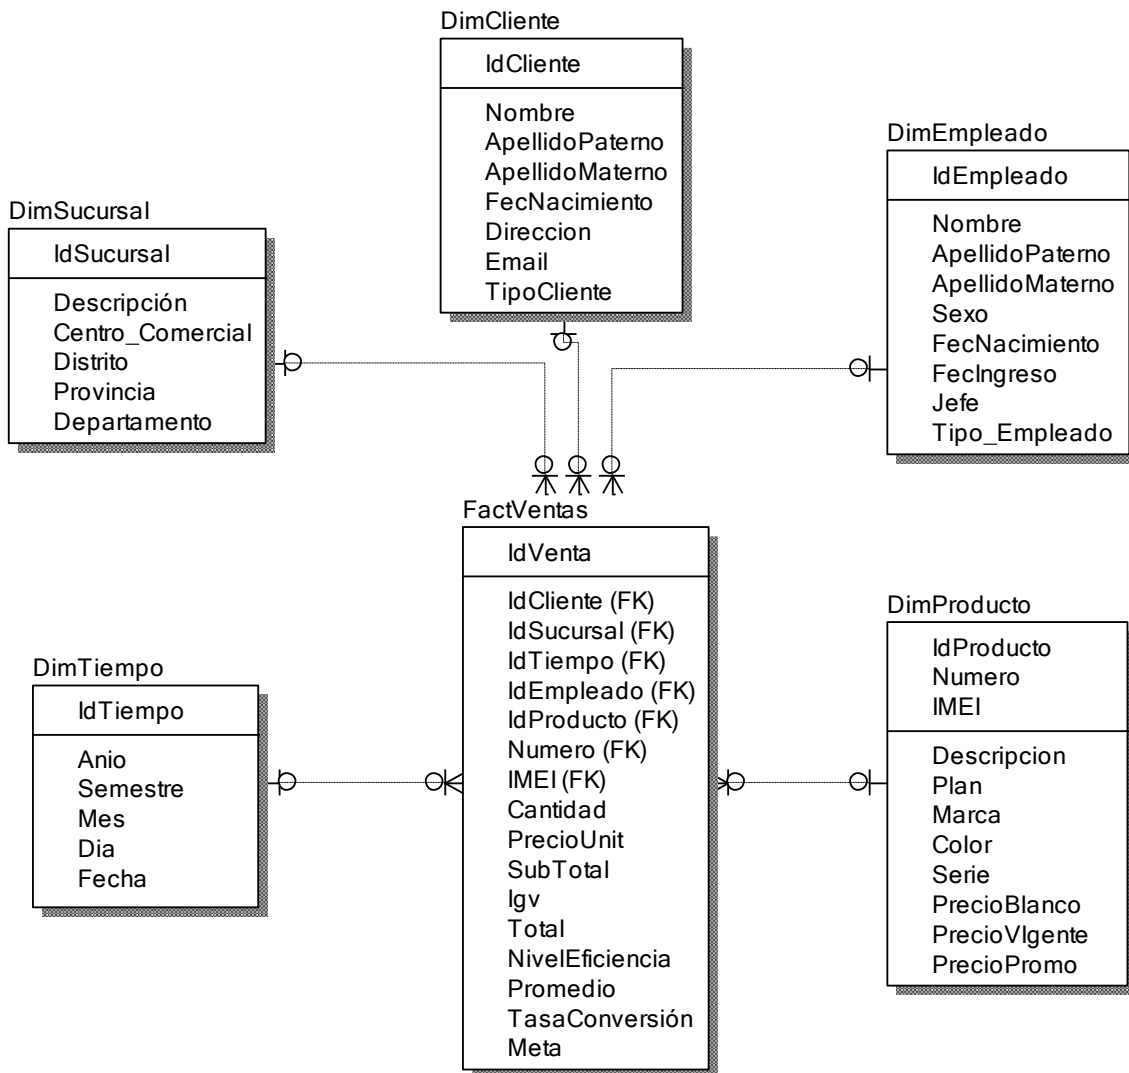 DimCliente
IdCliente
Nombre
ApellidoPaterno
ApellidoMaterno
FecNacimiento
Direccion
Email
TipoCliente
DimEmpleado
IdEmpleado
Nombre
ApellidoPaterno
ApellidoMaterno
Sexo
FecNacimiento
FecIngreso
Jefe
Tipo_Empleado
DimSucursal
IdSucursal
Descripción
Centro_Comercial
Distrito
Provincia
Departamento
FactVentas
IdVenta
IdCliente (FK)
IdSucursal (FK)
IdTiempo (FK)
IdEmpleado (FK)
IdProducto (FK)
Numero (FK)
IMEI (FK)
Cantidad
PrecioUnit
SubTotal
Igv
Total
NivelEficiencia
Promedio
TasaConversión
Meta
DimProducto
IdProducto
Numero
IMEI
Descripcion
Plan
Marca
Color
Serie
PrecioBlanco
PrecioVIgente
PrecioPromo
DimTiempo
IdTiempo
Anio
Semestre
Mes
Dia
Fecha